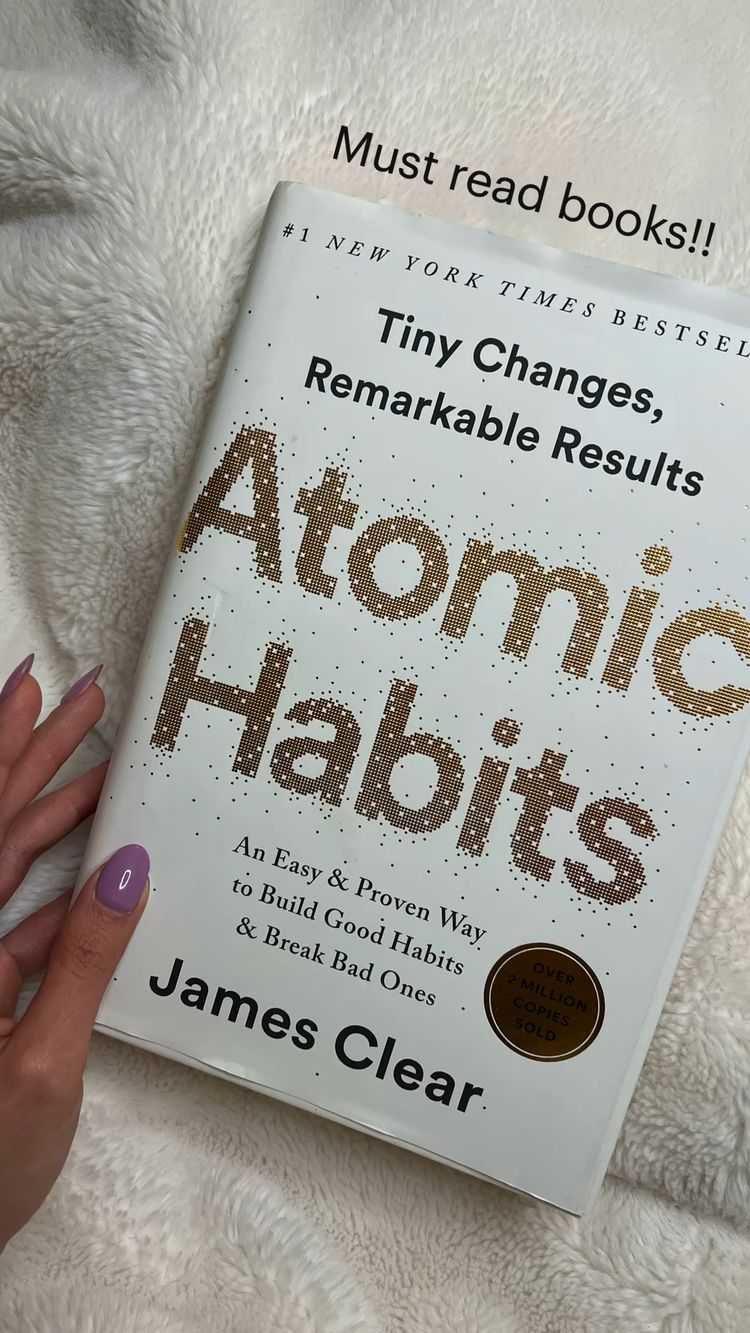 Must read books!!
#1 NEW YORK TIMES BESTSEL
Tiny Changes,
Remarkable Results
Atomic
Habits
An Easy & Proven Way
to Build Good Habits
& Break Bad Ones
OVER
2 MILLION
COPIES
SOLD
James Clear